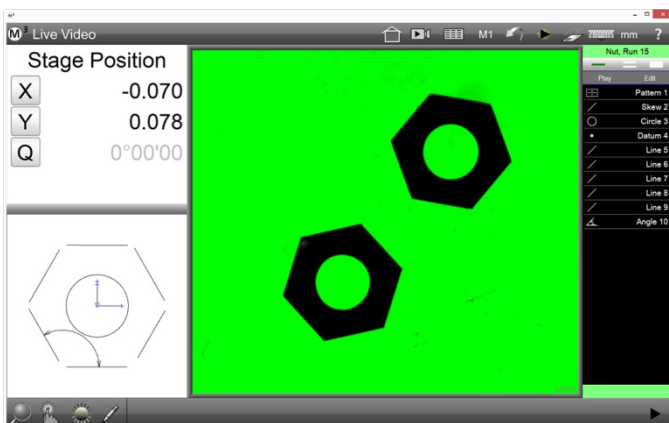 M³
M³ Live Video
M1
mm
?
Stage Position
X -0.070
Y 0.078
Q 0°00'00
Nut, Run 15
Play Edit
Pattern 1
Skew 2
Circle 3
Datum 4
Line 5
Line 6
Line 7
Line 8
Line 9
Angle 10